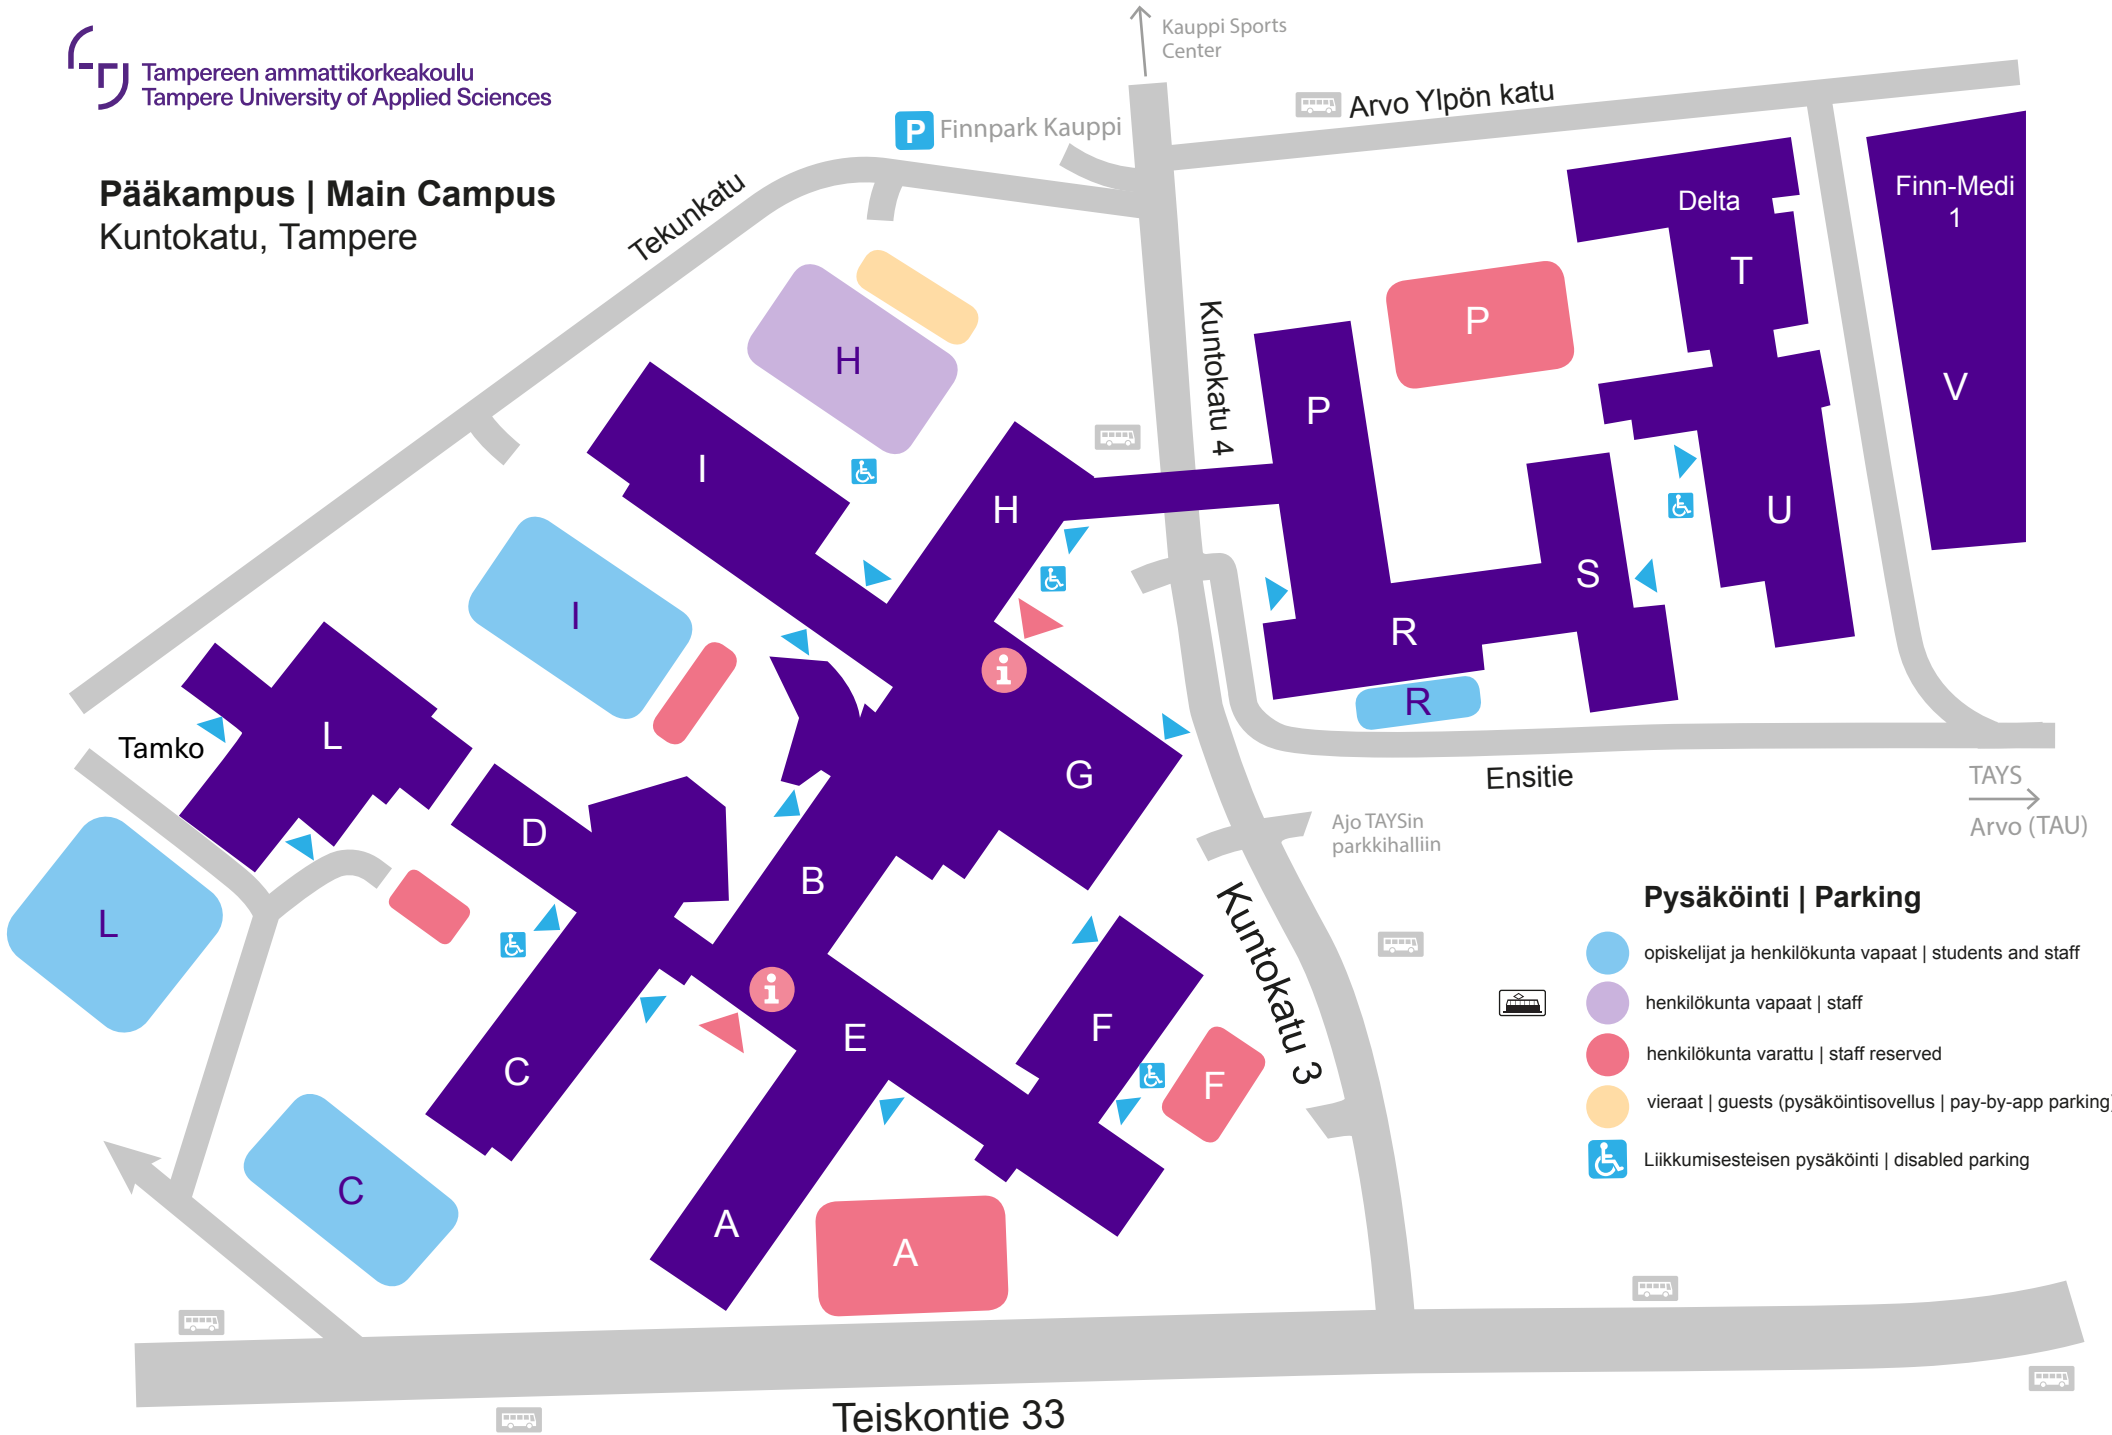 Tampereen ammattikorkeakoulu
Tampere University of Applied Sciences
Pääkampus | Main Campus
Kuntokatu, Tampere
Kauppi Sports
Center
P Finnpark Kauppi
Arvo Ylpön katu
Tekunkatu
Kuntokatu 4
Delta
T
Finn-Medi
1
V
H
P
P
I
H
U
S
I
R
R
Tamko
L
G
Ensitie
TAYS
Arvo (TAU)
D
Ajo TAYSin
parkkihalliin
B
L
Kuntokatu 3
E
F
C
F
C
A
A
Pysäköinti | Parking
opiskelijat ja henkilökunta vapaat | students and staff
henkilökunta vapaat | staff
henkilökunta varattu | staff reserved
vieraat | guests (pysäköintisovellus | pay-by-app parking)
Liikkumisesteisen pysäköinti | disabled parking
i
i
Teiskontie 33